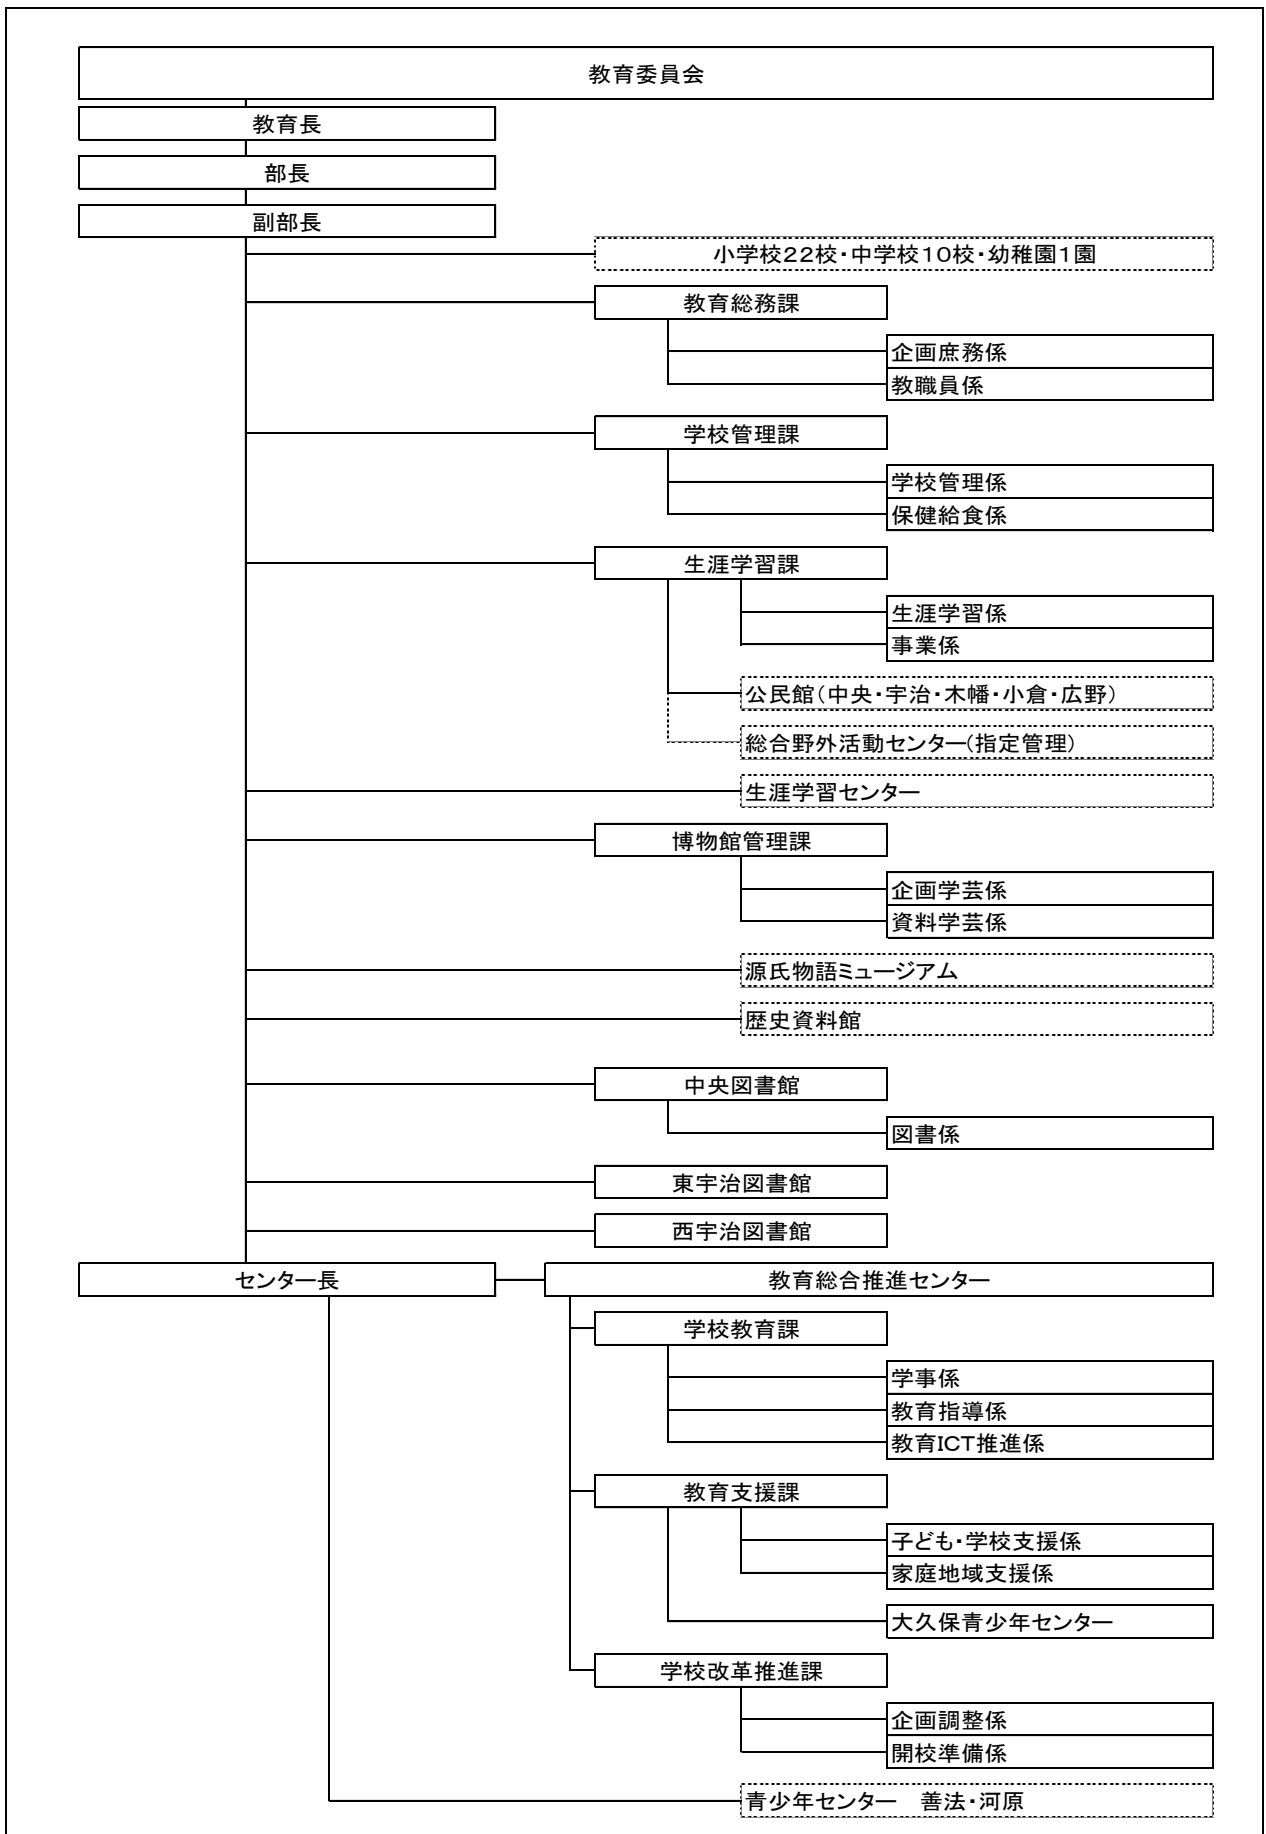 教育委員会
教育長
部長
副部長
小学校２２校・中学校１０校・幼稚園１園
教育総務課
企画庶務係
教職員係
学校管理課
学校管理係
保健給食係
生涯学習課
生涯学習係
事業係
公民館（中央・宇治・木幡・小倉・広野）
総合野外活動センター(指定管理)
生涯学習センター
博物館管理課
企画学芸係
資料学芸係
源氏物語ミュージアム
歴史資料館
中央図書館
図書係
東宇治図書館
西宇治図書館
センター長
教育総合推進センター
学校教育課
学事係
教育指導係
教育ICT推進係
教育支援課
子ども・学校支援係
家庭地域支援係
大久保青少年センター
学校改革推進課
企画調整係
開校準備係
青少年センター　善法・河原